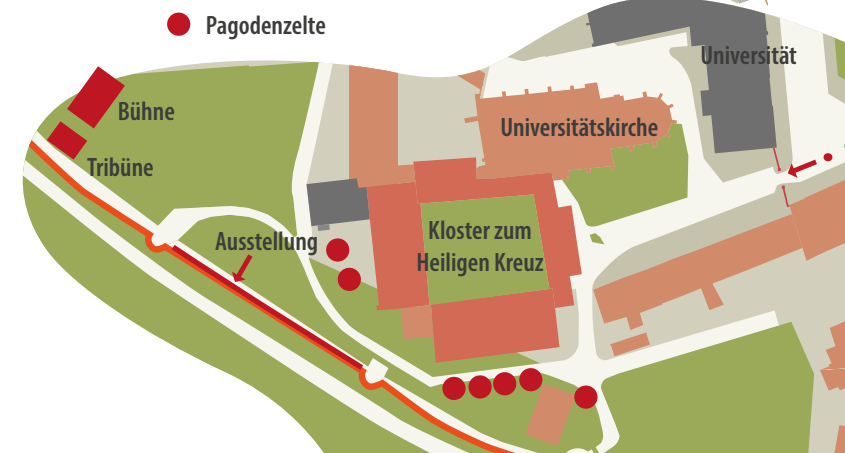 Pagodenzelte
Universität
Bühne
Universitätskirche
Tribüne
Ausstellung
Kloster zum
Heiligen Kreuz